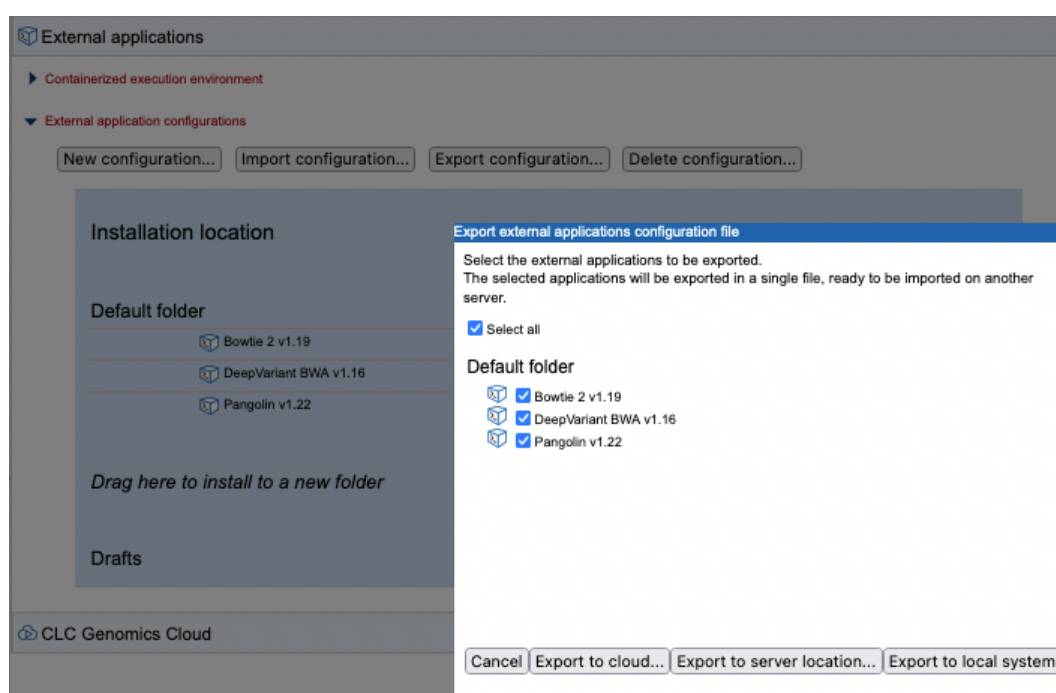 External applications
Containerized execution environment
External application configurations
New configuration... Import configuration... Export configuration... Delete configuration...
Installation location
Default folder
Bowtie 2 v1.19
DeepVariant BWA v1.16
Pangolin v1.22
Drag here to install to a new folder
Drafts
CLC Genomics Cloud
Export external applications configuration file
Select the external applications to be exported.
The selected applications will be exported in a single file, ready to be imported on another
server.
Select all
Default folder
Bowtie 2 v1.19
DeepVariant BWA v1.16
Pangolin v1.22
Cancel Export to cloud... Export to server location... Export to local system